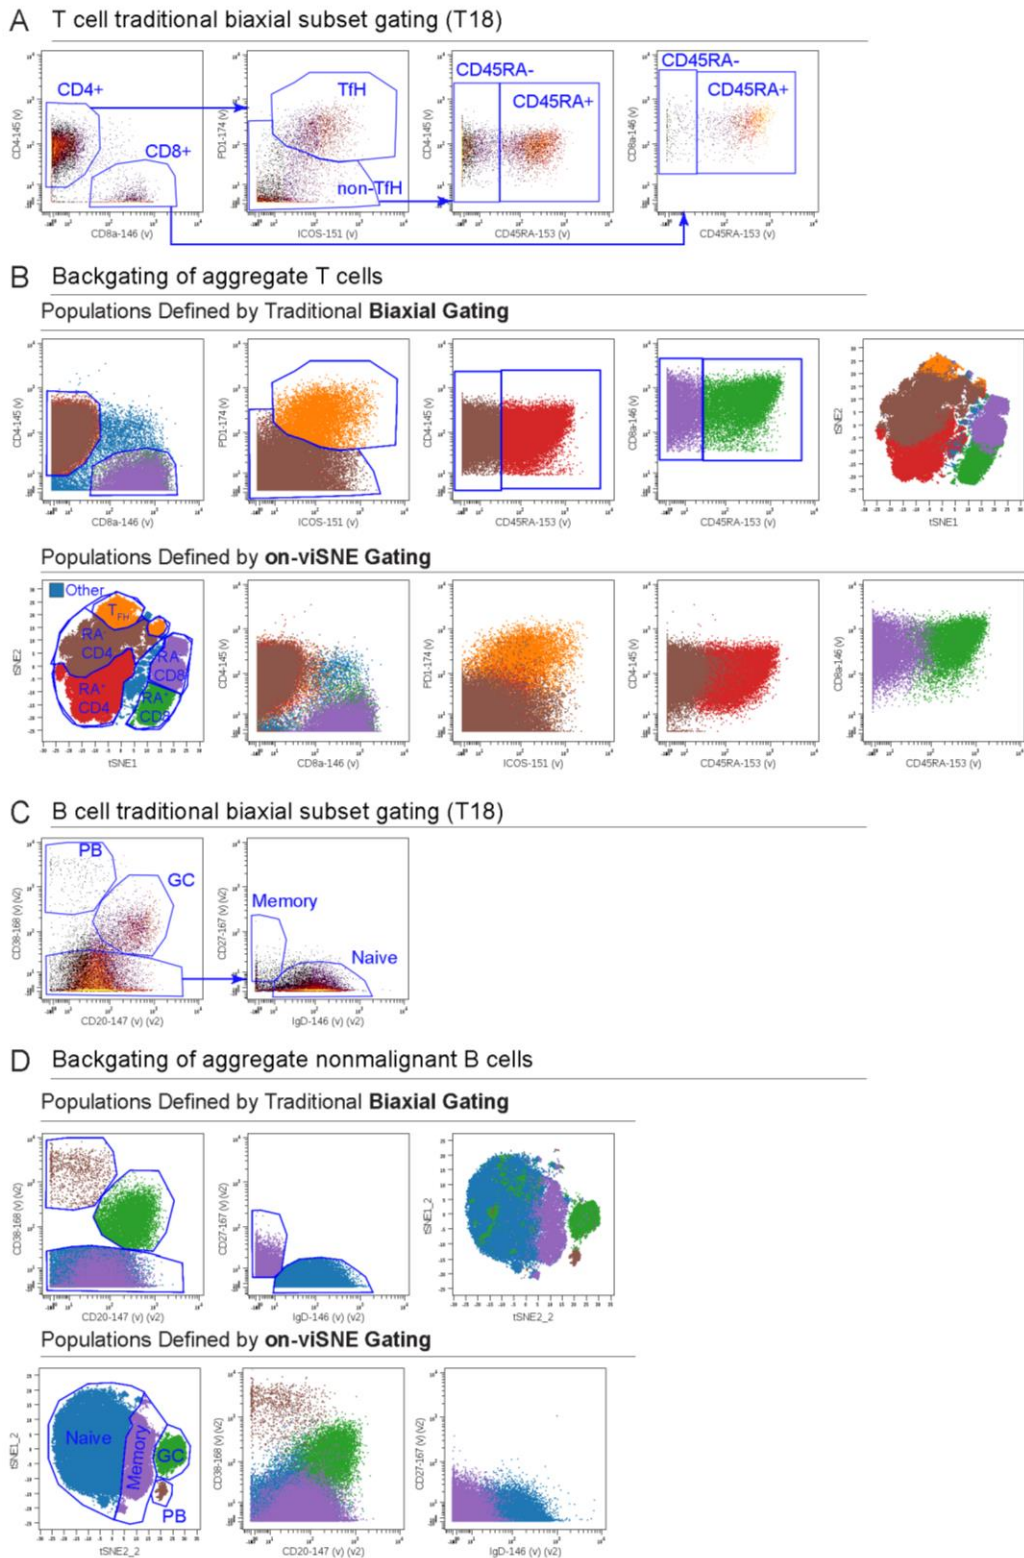 A T cell traditional biaxial subset gating (T18)
CD4+
CD8+
CD4-145 (v)
CD8a-146 (v)
TfH
non-TfH
PD1-174 (v)
ICOS-151 (v)
CD45RA-
CD45RA+
CD4-145 (v)
CD45RA-153 (v)
CD45RA-
CD45RA+
CD8a-146 (v)
CD45RA-153 (v)
B Backgating of aggregate T cells
Populations Defined by Traditional Biaxial Gating
CD4-145 (v)
CD8a-146 (v)
PD1-174 (v)
ICOS-151 (v)
CD4-145 (v)
CD45RA-153 (v)
CD8a-146 (v)
CD45RA-153 (v)
tSNE2
tSNE1
Populations Defined by on-viSNE Gating
Other
TFH
RA-
CD4
RA+
CD4
RA-
CD8
RA+
CD8
tSNE2
tSNE1
CD4-145 (v)
CD8a-146 (v)
PD1-174 (v)
ICOS-151 (v)
CD4-145 (v)
CD45RA-153 (v)
CD8a-146 (v)
CD45RA-153 (v)
C B cell traditional biaxial subset gating (T18)
PB
GC
CD38-168 (v) (v2)
CD20-147 (v) (v2)
Memory
Naive
CD27-167 (v) (v2)
IgD-146 (v) (v2)
D Backgating of aggregate nonmalignant B cells
Populations Defined by Traditional Biaxial Gating
CD38-168 (v) (v2)
CD20-147 (v) (v2)
CD27-167 (v) (v2)
IgD-146 (v) (v2)
tSNE1_2
tSNE2_2
Populations Defined by on-viSNE Gating
Naive
Memory
GC
PB
tSNE1_2
tSNE2_2
CD38-168 (v) (v2)
CD20-147 (v) (v2)
CD27-167 (v) (v2)
IgD-146 (v) (v2)